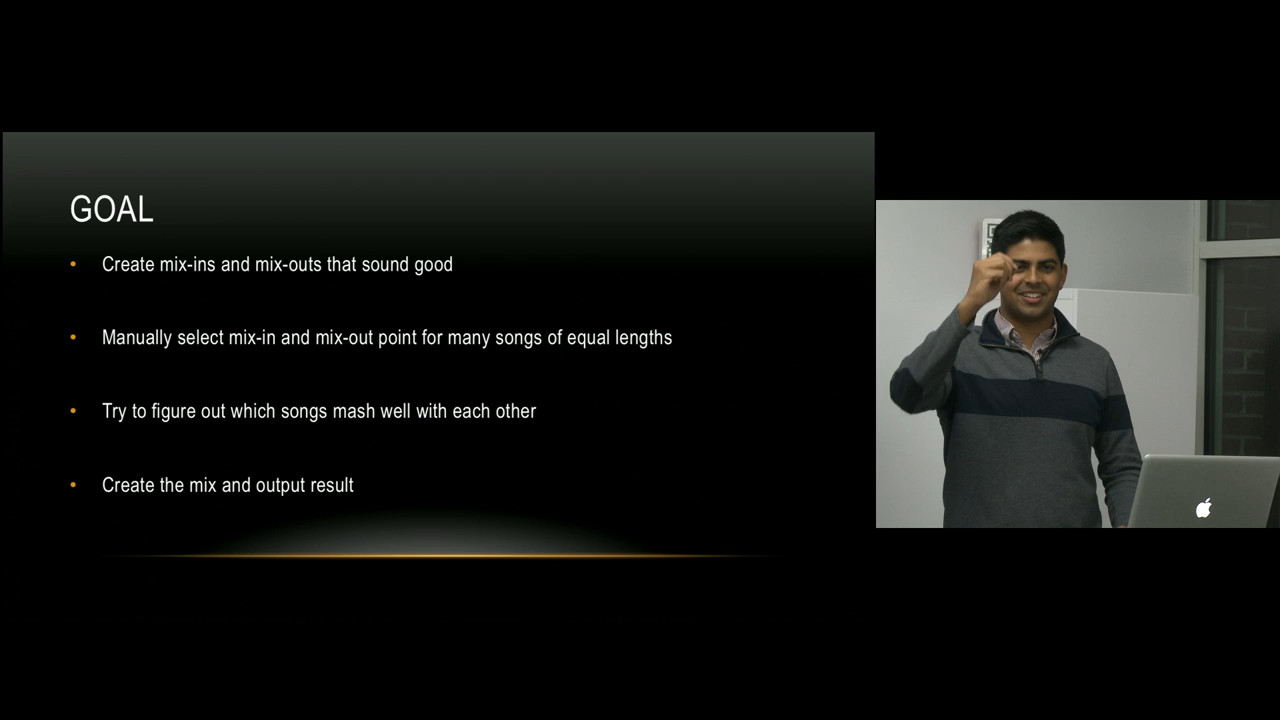 GOAL
• Create mix-ins and mix-outs that sound good
• Manually select mix-in and mix-out point for many songs of equal lengths
• Try to figure out which songs mash well with each other
• Create the mix and output result